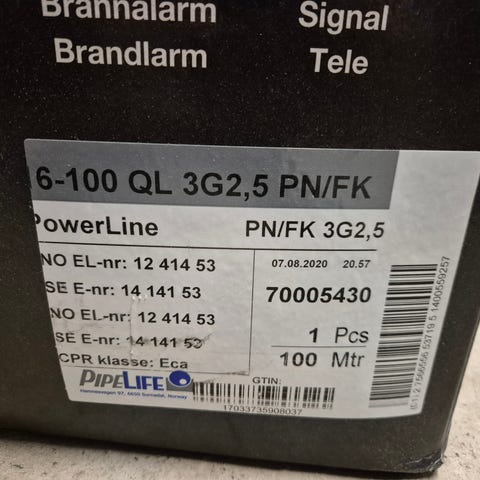 Brannalarm
Signal
Brandlarm
Tele
6-100 QL 3G2,5 PN/FK
PowerLine
PN/FK 3G2,5
NO EL-nr: 12 414 53
07.08.2020 20.57
SE E-nr: 14 141 53
70005430
NO EL-nr: 12 414 53
1 Pcs
SE E-nr: 14 141 53
100 Mtr
CPR klasse: Eca
PIPELIFE
GTIN:
17033735908037